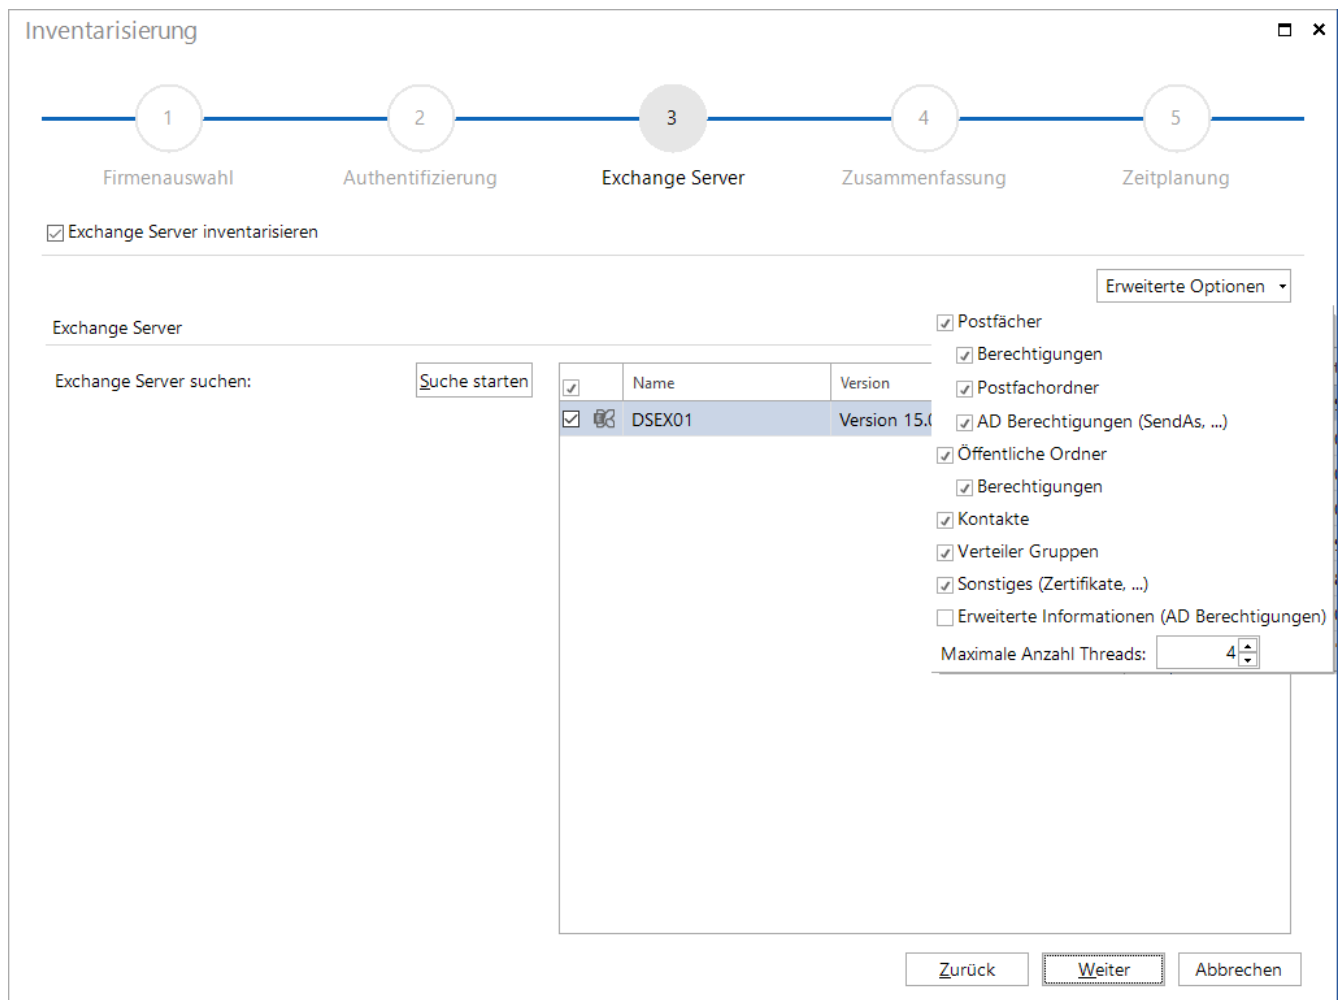 Inventarisierung
1 2 3 4 5
Firmenauswahl Authentifizierung Exchange Server Zusammenfassung Zeitplanung
Exchange Server inventarisieren
Erweiterte Optionen
Exchange Server
Exchange Server suchen:
Suche starten
Name Version
DSEX01 Version 15.0
Postfächer
Berechtigungen
Postfachordner
AD Berechtigungen (SendAs, ...)
Öffentliche Ordner
Berechtigungen
Kontakte
Verteiler Gruppen
Sonstiges (Zertifikate, ...)
Erweiterte Informationen (AD Berechtigungen)
Maximale Anzahl Threads: 4
Zurück Weiter Abbrechen